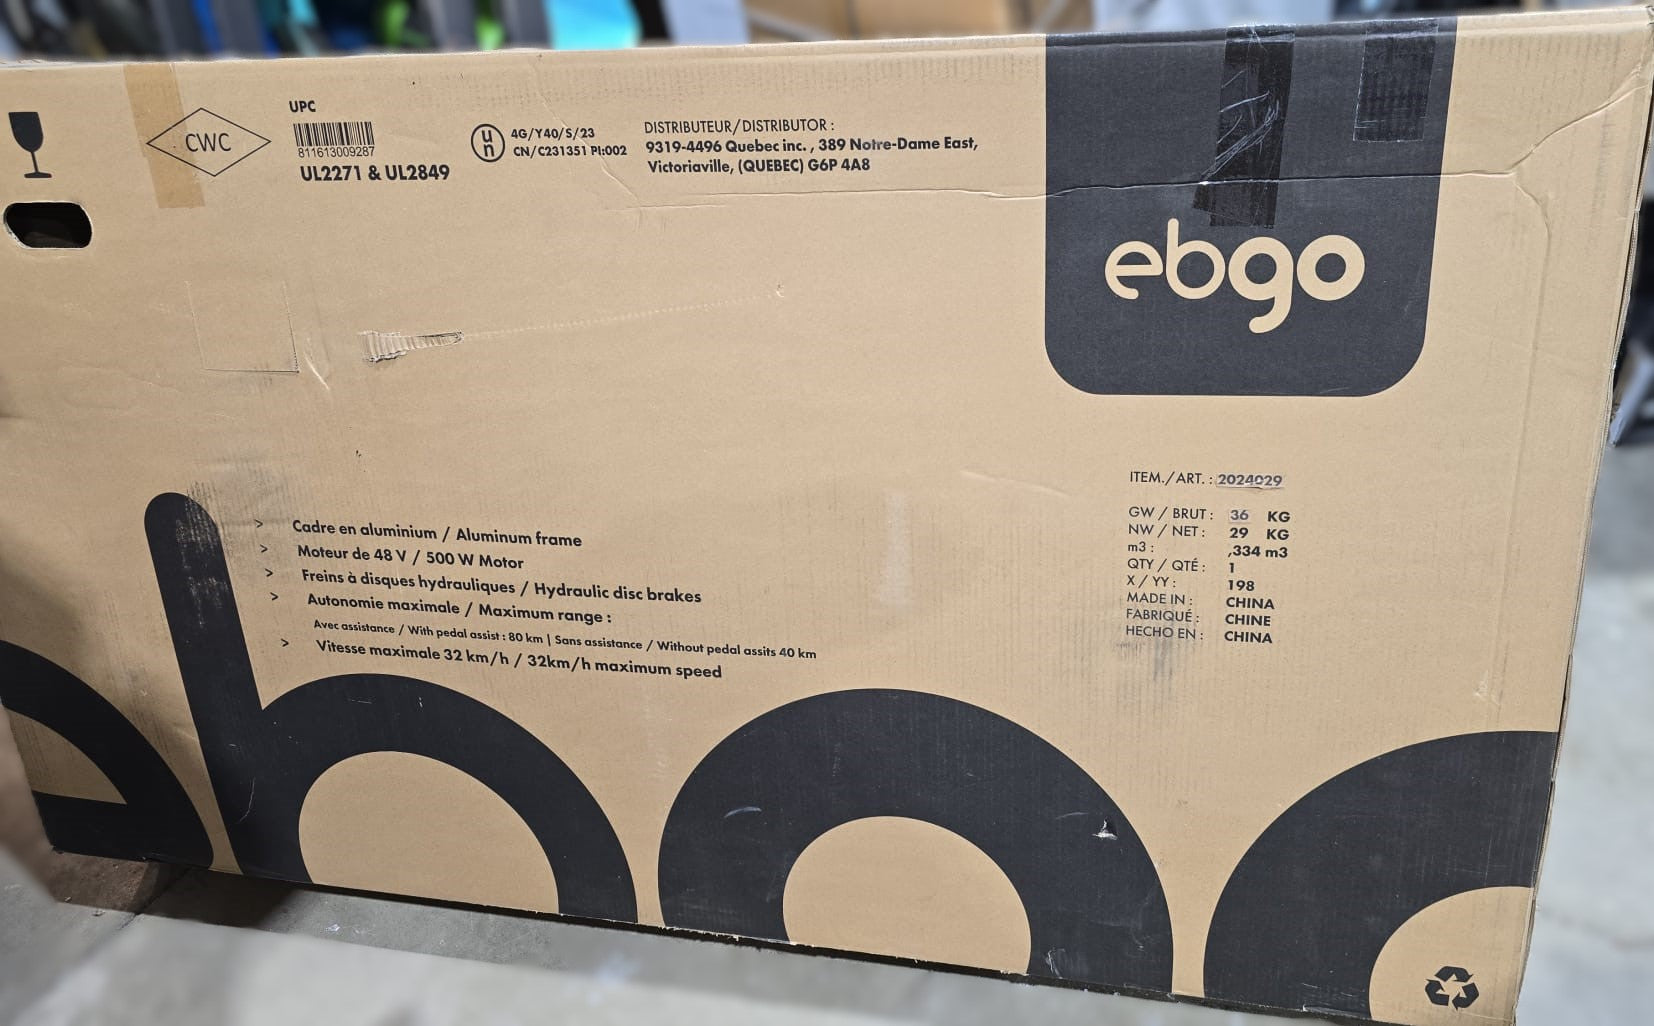 CWC
UPC
811613009287
UL2271 & UL2849
un
4G/Y40/S/23
CN/C231351 PI:002
DISTRIBUTEUR/DISTRIBUTOR :
9319-4496 Quebec inc. , 389 Notre-Dame East,
Victoriaville, (QUEBEC) G6P 4A8
ebgo
ITEM./ART. : 2024029
GW / BRUT : 36 KG
NW / NET : 29 KG
m3 : ,334 m3
QTY / QTÉ : 1
X / YY : 198
MADE IN : CHINA
FABRIQUÉ : CHINE
HECHO EN : CHINA
> Cadre en aluminium / Aluminum frame
> Moteur de 48 V / 500 W Motor
> Freins à disques hydrauliques / Hydraulic disc brakes
> Autonomie maximale / Maximum range :
Avec assistance / With pedal assist : 80 km | Sans assistance / Without pedal assits 40 km
> Vitesse maximale 32 km/h / 32km/h maximum speed
ebgo